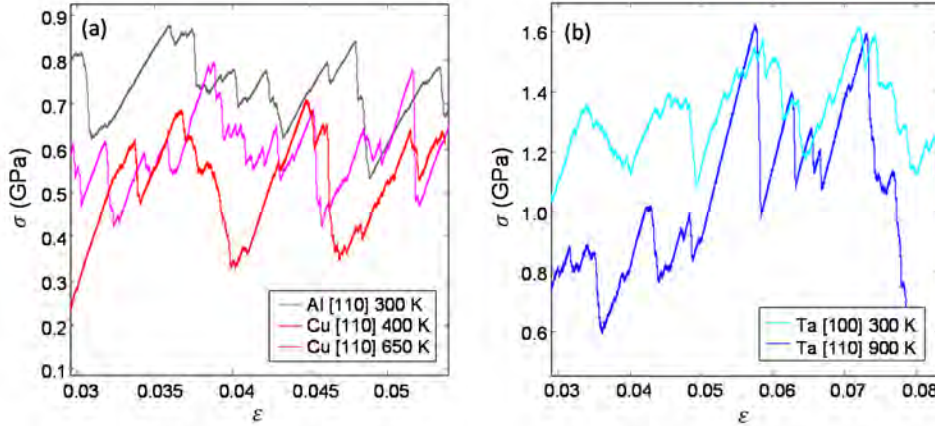 (a)
σ (GPa)
0.9
0.8
0.7
0.6
0.5
0.4
0.3
0.2
0.1
Al [110] 300 K
Cu [110] 400 K
Cu [110] 650 K
0.03 0.035 0.04 0.045 0.05
ε
(b)
σ (GPa)
1.6
1.4
1.2
1.0
0.8
0.6
Ta [100] 300 K
Ta [110] 900 K
0.03 0.04 0.05 0.06 0.07 0.08
ε